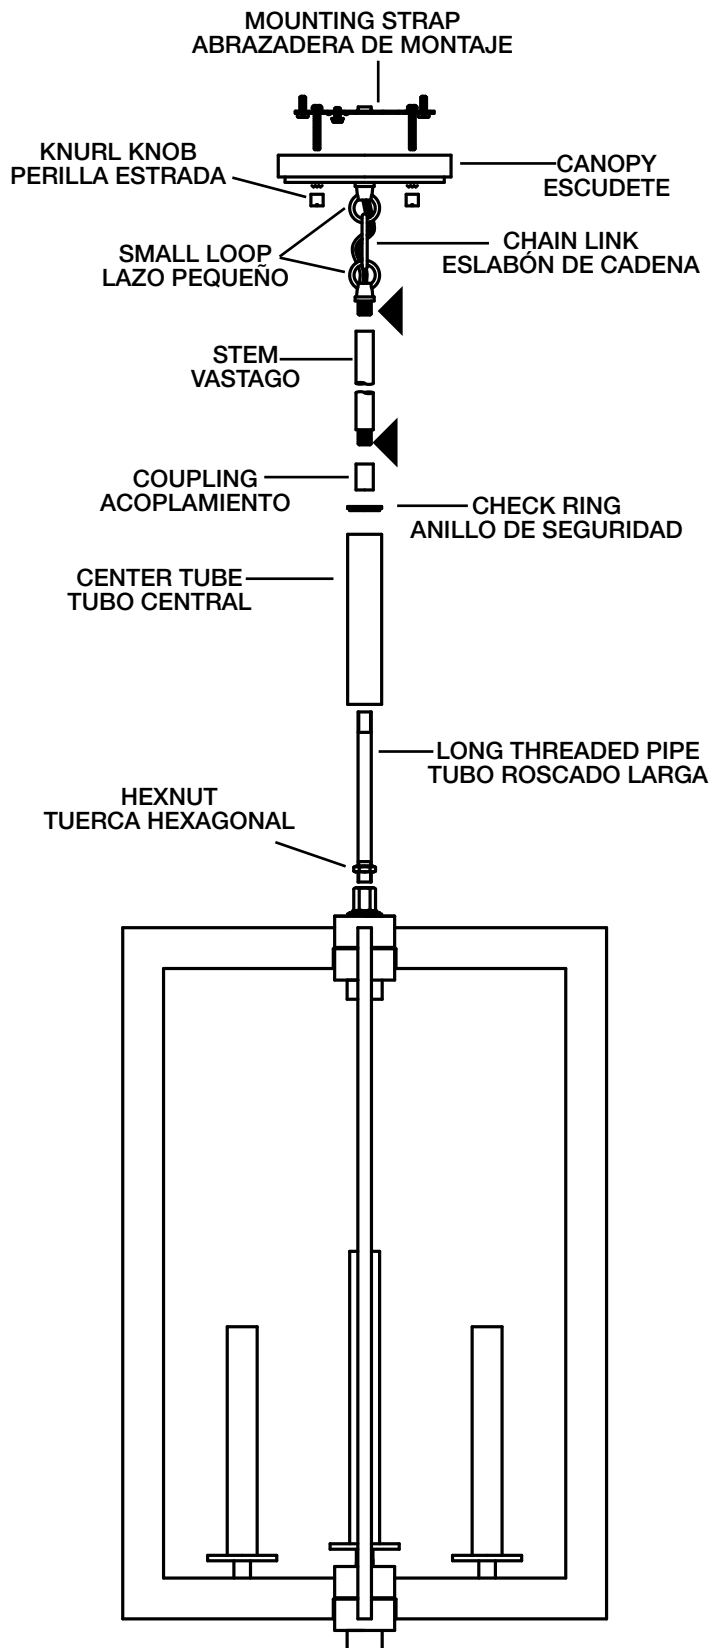 MOUNTING STRAP
ABRAZADERA DE MONTAJE
KNURL KNOB
PERILLA ESTRADA
CANOPY
ESCUDETE
SMALL LOOP
LAZO PEQUEÑO
CHAIN LINK
ESLABÓN DE CADENA
STEM
VASTAGO
COUPLING
ACOPLAMIENTO
CHECK RING
ANILLO DE SEGURIDAD
CENTER TUBE
TUBO CENTRAL
LONG THREADED PIPE
TUBO ROSCADO LARGA
HEXNUT
TUERCA HEXAGONAL